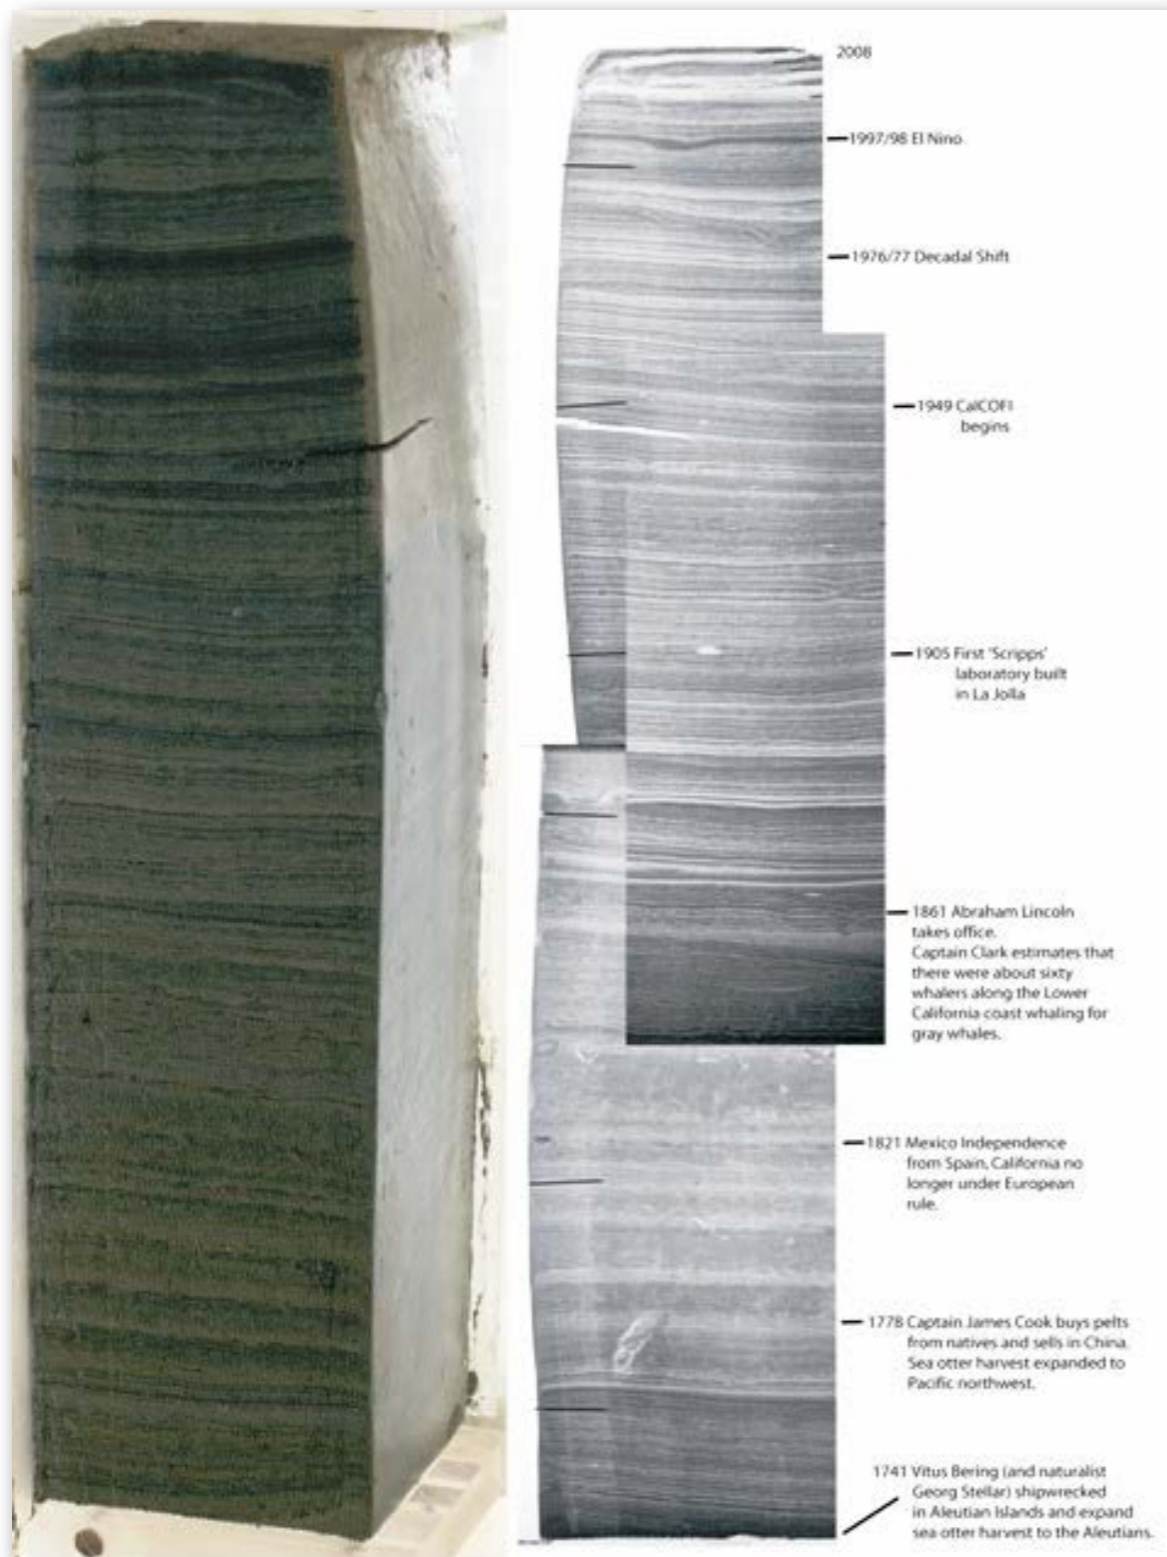 2008
1997/98 El Nino
1976/77 Decadal Shift
1949 CalCOFI
begins
1905 First 'Scripps'
laboratory built
in La Jolla
1861 Abraham Lincoln
takes office.
Captain Clark estimates that
there were about sixty
whalers along the Lower
California coast whaling for
gray whales.
1821 Mexico Independence
from Spain, California no
longer under European
rule.
1778 Captain James Cook buys pelts
from natives and sells in China.
Sea otter harvest expanded to
Pacific northwest.
1741 Vitus Bering (and naturalist
Georg Stellar) shipwrecked
in Aleutian Islands and expand
sea otter harvest to the Aleutians.